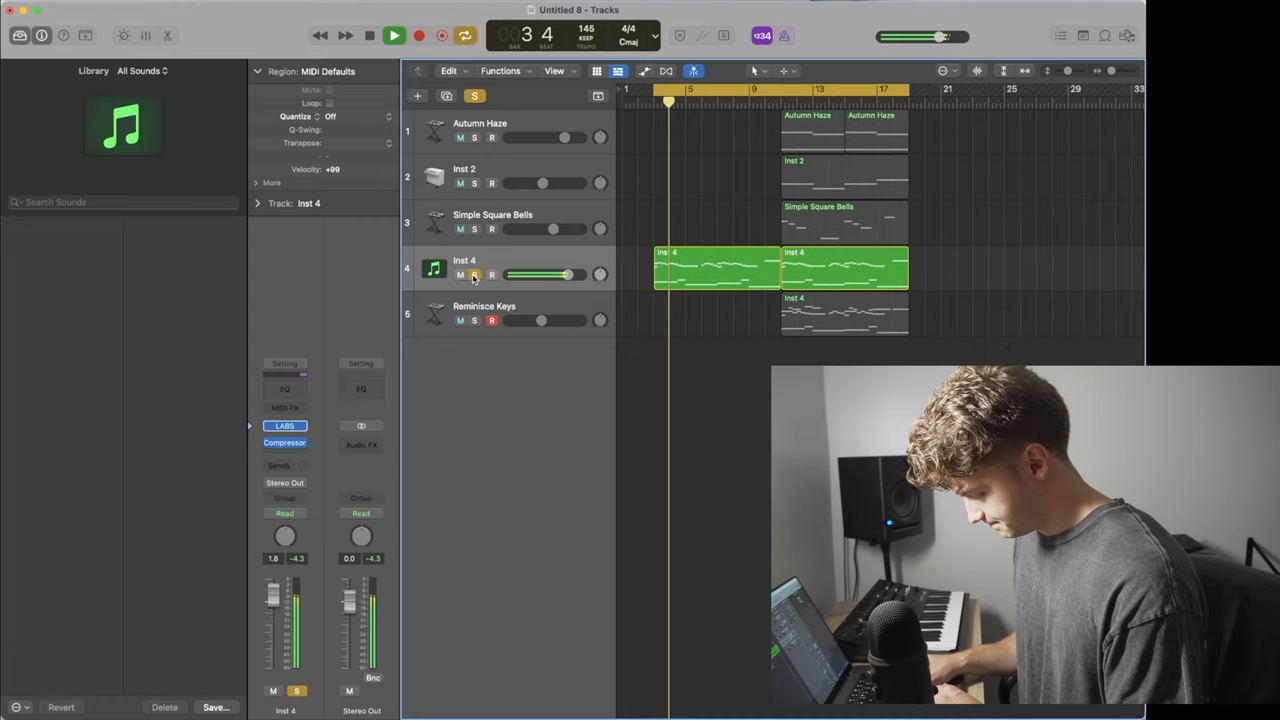 Untitled 8 - Tracks
3 4
BAR BEAT
145
KEEP
TEMPO
4/4
Cmaj
1234
Library All Sounds
Region: MIDI Defaults
Mute:
Loop:
Quantize Off
Q-Swing:
Transpose:
Velocity: +99
More
Track: Inst 4
Search Sounds
Edit Functions View
1 5 9 13 17 21 25 29 33
S
1 Autumn Haze
M S R
2 Inst 2
M S R
3 Simple Square Bells
M S R
4 Inst 4
M S R
5 Reminisce Keys
M S R
Autumn Haze Autumn Haze
Inst 2
Simple Square Bells
Inst 4 Inst 4
Inst 4
Setting Setting
EQ EQ
MIDI FX
LABS
Compressor Audio FX
Sends
Stereo Out
Group Group
Read Read
1.8 -4.3 0.0 -4.3
Bnc
M S M
Inst 4 Stereo Out
Revert Delete Save...